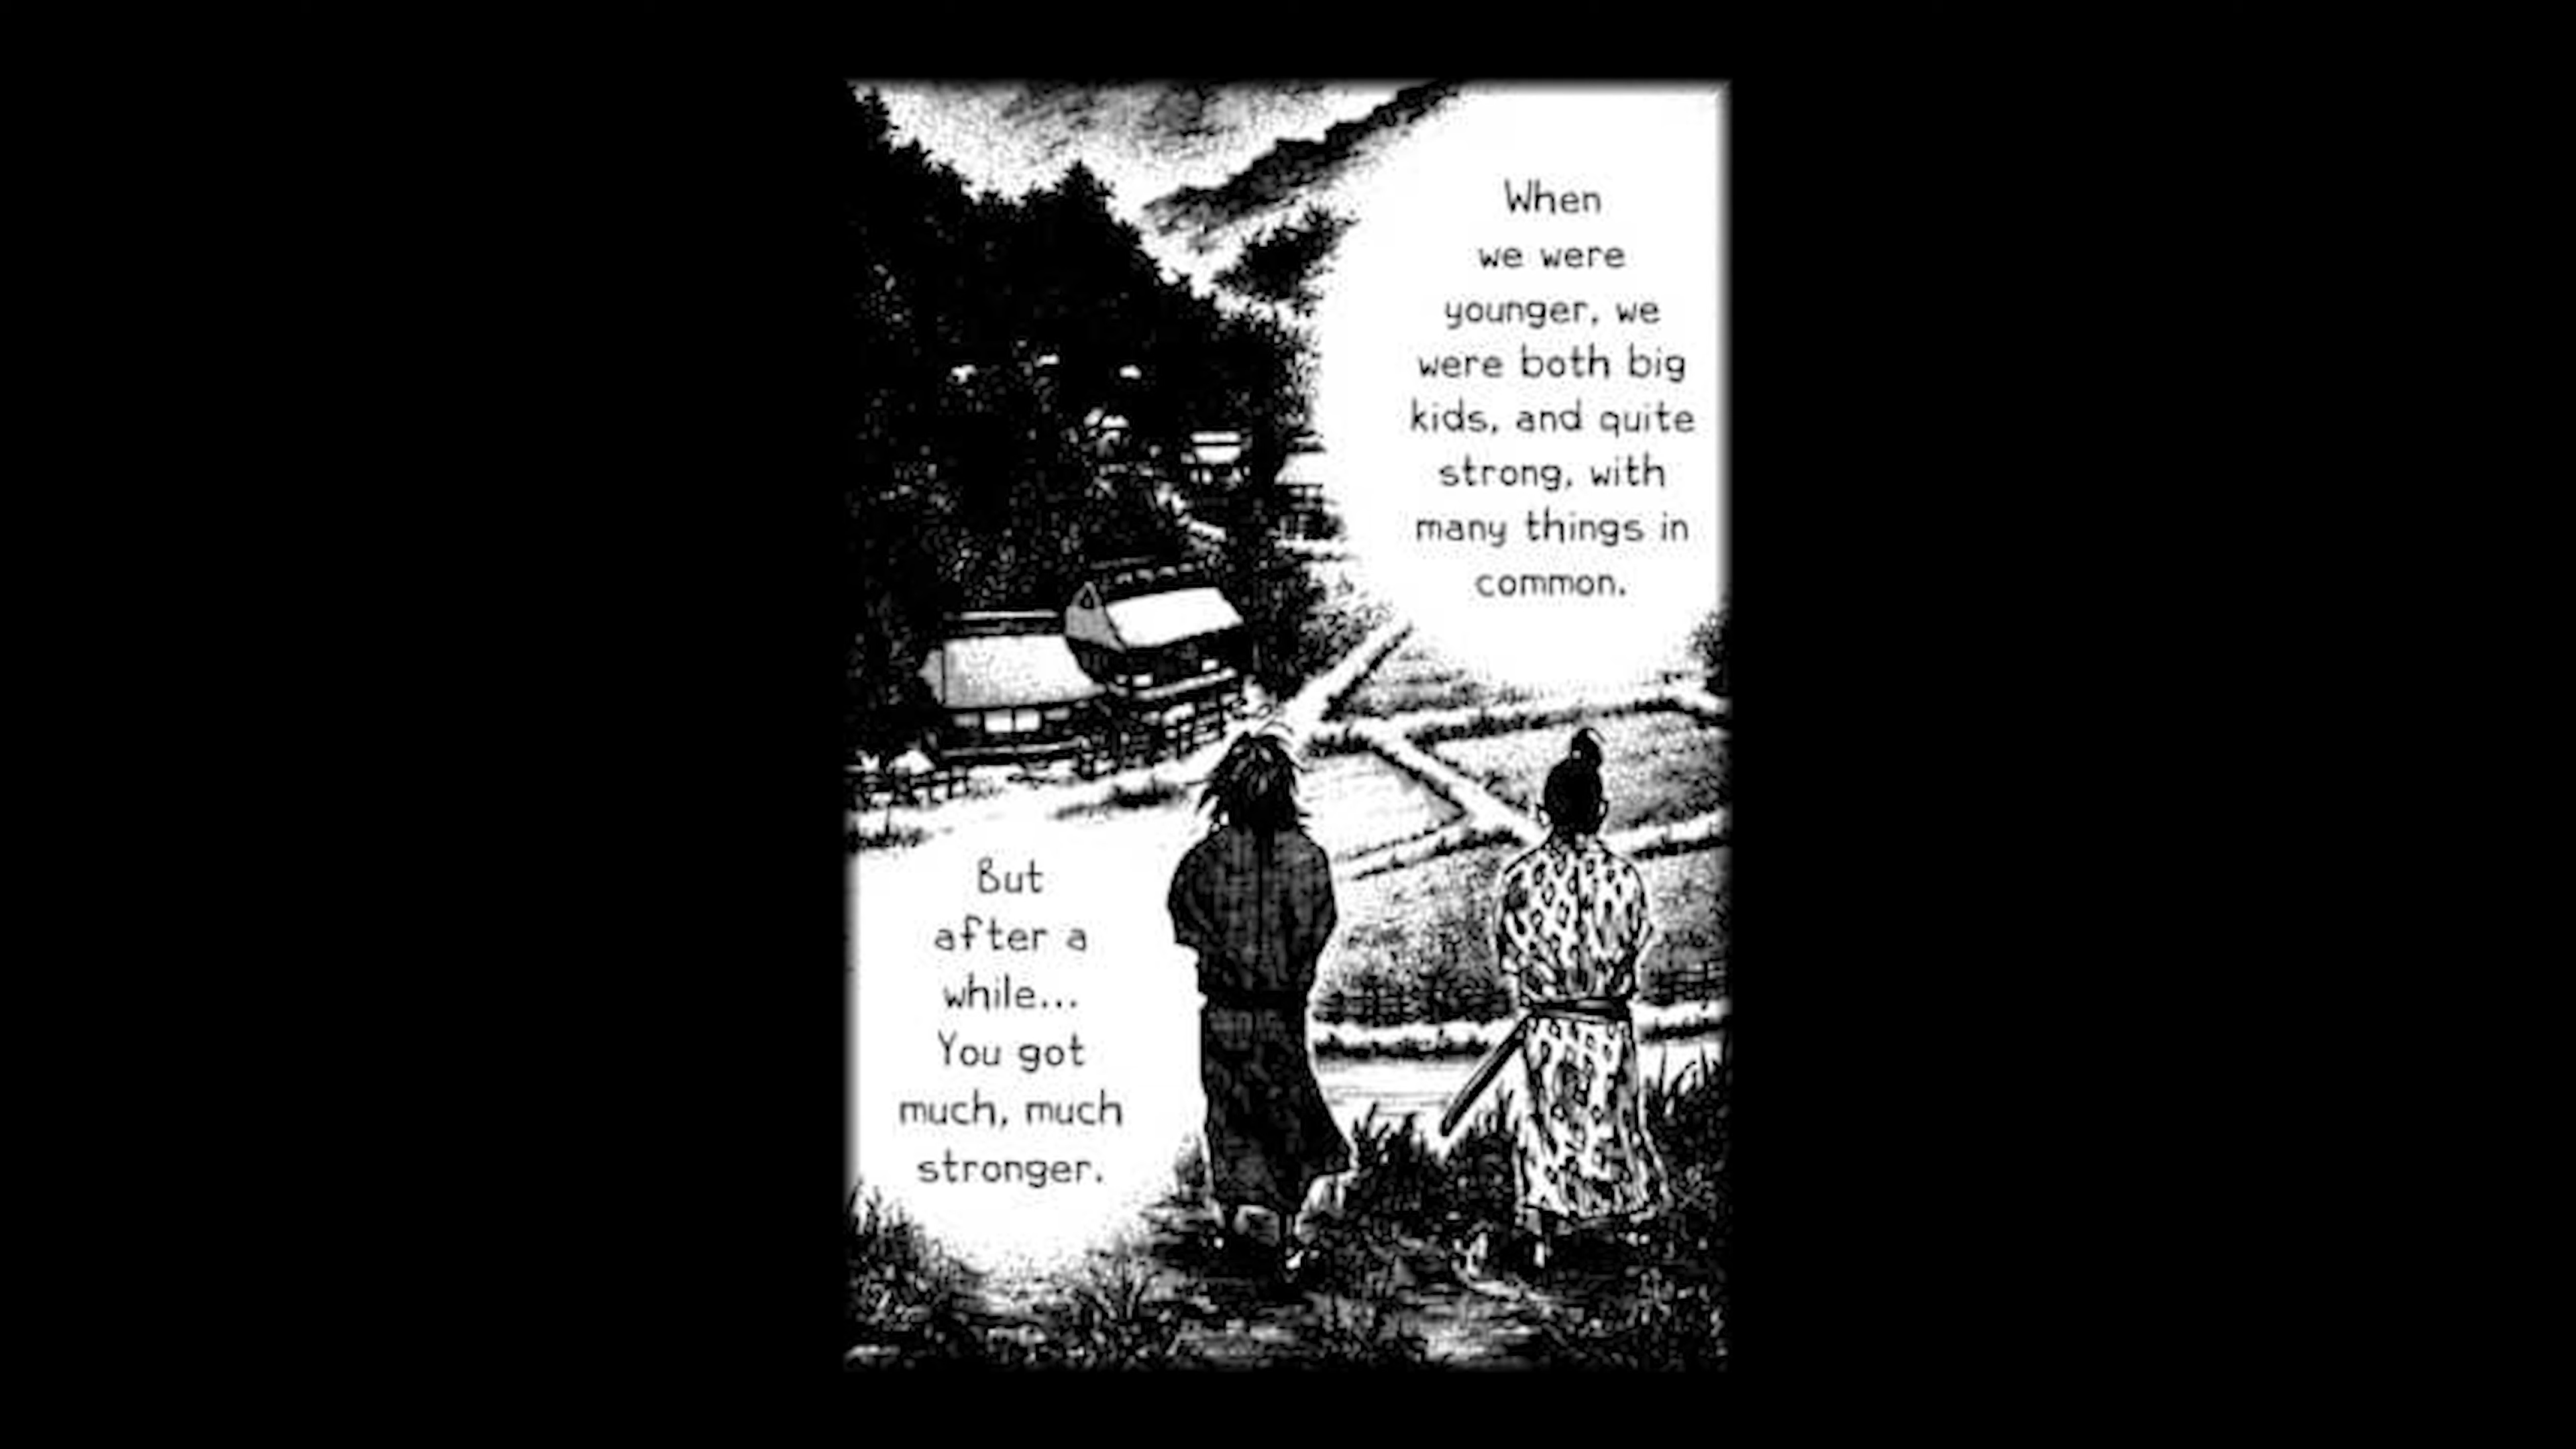 When
we were
younger, we
were both big
kids, and quite
strong, with
many things in
common.
But
after a
while...
You got
much, much
stronger.